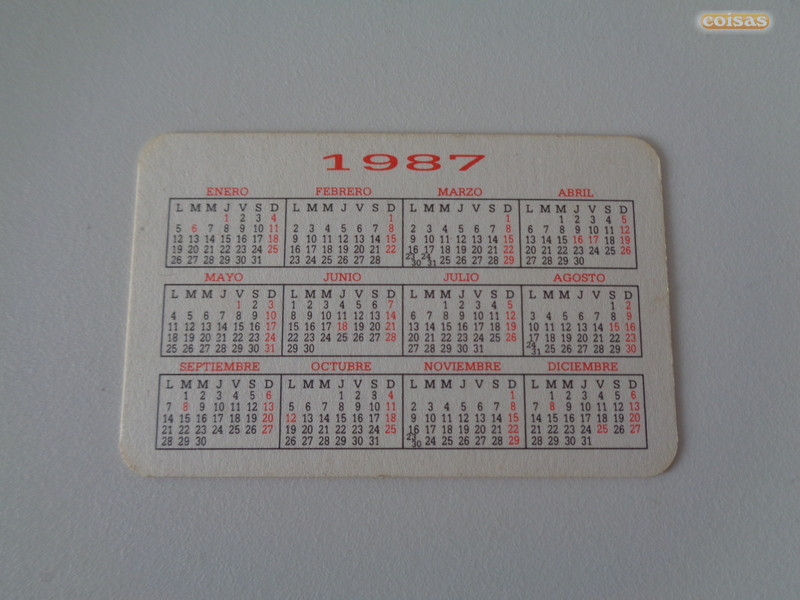 coisas
1987
ENERO FEBRERO MARZO ABRIL
L M M J V S D L M M J V S D L M M J V S D L M M J V S D
1 2 3 4 1 1 1 2 3 4 5
5 6 7 8 9 10 11 2 3 4 5 6 7 8 2 3 4 5 6 7 8 6 7 8 9 10 11 12
12 13 14 15 16 17 18 9 10 11 12 13 14 15 9 10 11 12 13 14 15 13 14 15 16 17 18 19
19 20 21 22 23 24 25 16 17 18 19 20 21 22 16 17 18 19 20 21 22 20 21 22 23 24 25 26
26 27 28 29 30 31 23 24 25 26 27 28 23/30 24/31 25 26 27 28 29 27 28 29 30
MAYO JUNIO JULIO AGOSTO
L M M J V S D L M M J V S D L M M J V S D L M M J V S D
1 2 3 1 2 3 4 5 6 7 1 2 3 4 5 1 2
4 5 6 7 8 9 10 8 9 10 11 12 13 14 6 7 8 9 10 11 12 3 4 5 6 7 8 9
11 12 13 14 15 16 17 15 16 17 18 19 20 21 13 14 15 16 17 18 19 10 11 12 13 14 15 16
18 19 20 21 22 23 24 22 23 24 25 26 27 28 20 21 22 23 24 25 26 17 18 19 20 21 22 23
25 26 27 28 29 30 31 29 30 27 28 29 30 31 24/31 25 26 27 28 29 30
SEPTIEMBRE OCTUBRE NOVIEMBRE DICIEMBRE
L M M J V S D L M M J V S D L M M J V S D L M M J V S D
1 2 3 4 5 6 1 2 3 4 1 1 2 3 4 5 6
7 8 9 10 11 12 13 5 6 7 8 9 10 11 2 3 4 5 6 7 8 7 8 9 10 11 12 13
14 15 16 17 18 19 20 12 13 14 15 16 17 18 9 10 11 12 13 14 15 14 15 16 17 18 19 20
21 22 23 24 25 26 27 19 20 21 22 23 24 25 16 17 18 19 20 21 22 21 22 23 24 25 26 27
28 29 30 26 27 28 29 30 31 23/30 24 25 26 27 28 29 28 29 30 31